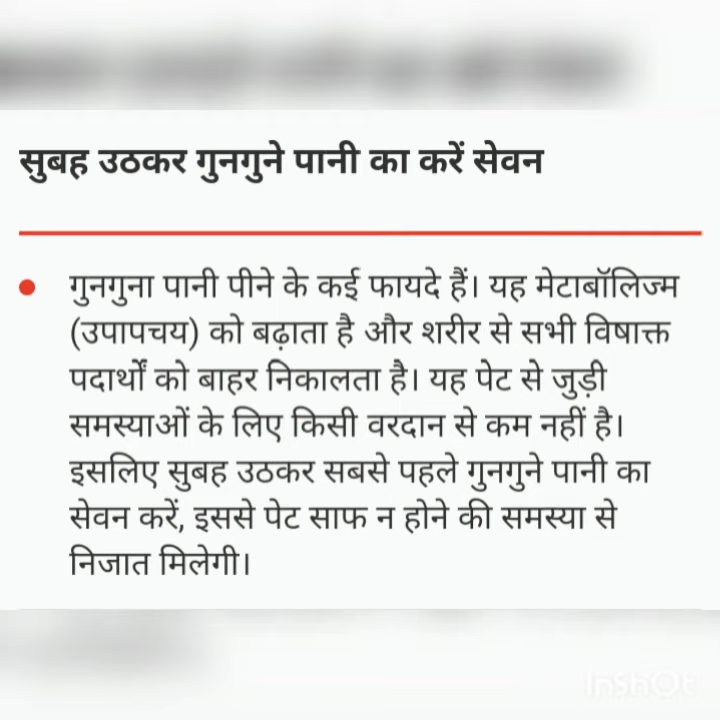 सुबह उठकर गुनगुने पानी का करें सेवन
गुनगुना पानी पीने के कई फायदे हैं। यह मेटाबॉलिज्म
(उपापचय) को बढ़ाता है और शरीर से सभी विषाक्त
पदार्थों को बाहर निकालता है। यह पेट से जुड़ी
समस्याओं के लिए किसी वरदान से कम नहीं है।
इसलिए सुबह उठकर सबसे पहले गुनगुने पानी का
सेवन करें, इससे पेट साफ न होने की समस्या से
निजात मिलेगी।
InShOt